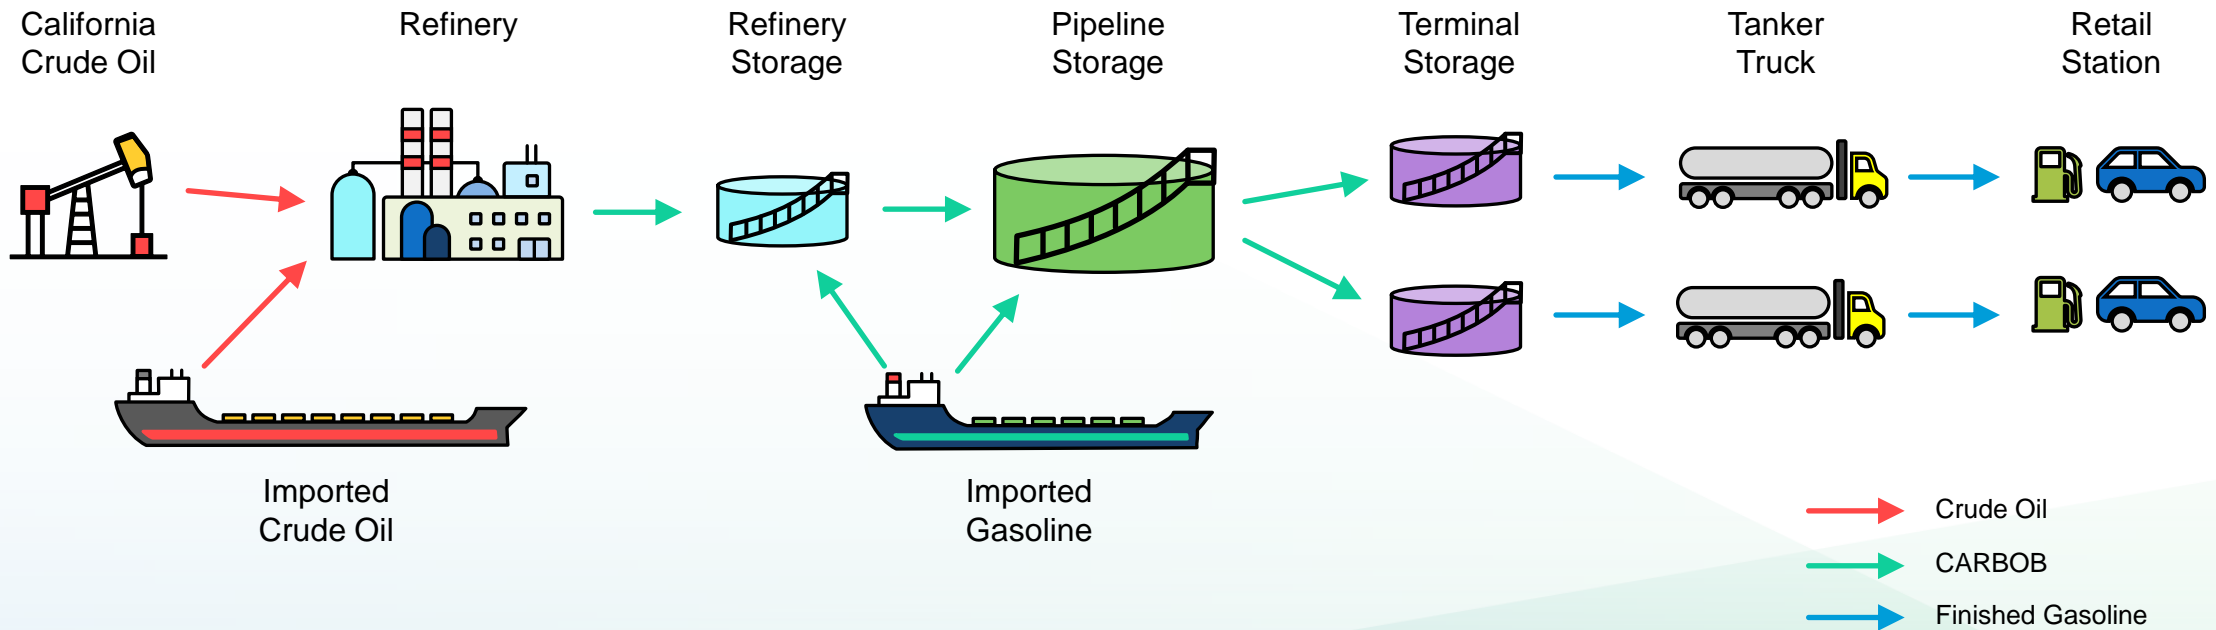 California
Crude Oil
Refinery
Refinery
Storage
Pipeline
Storage
Terminal
Storage
Tanker
Truck
Retail
Station
Imported
Crude Oil
Imported
Gasoline
Crude Oil
CARBOB
Finished Gasoline